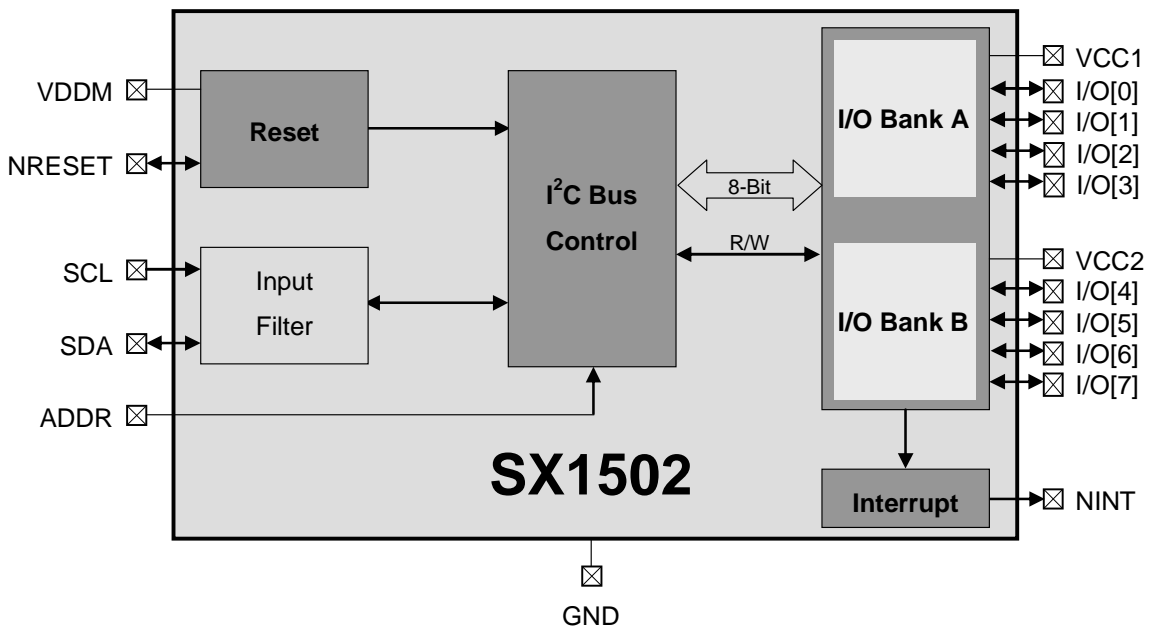 VDDM
NRESET
SCL
SDA
ADDR
Reset
Input
Filter
I²C Bus
Control
8-Bit
R/W
I/O Bank A
I/O Bank B
VCC1
I/O[0]
I/O[1]
I/O[2]
I/O[3]
VCC2
I/O[4]
I/O[5]
I/O[6]
I/O[7]
SX1502
Interrupt
NINT
GND